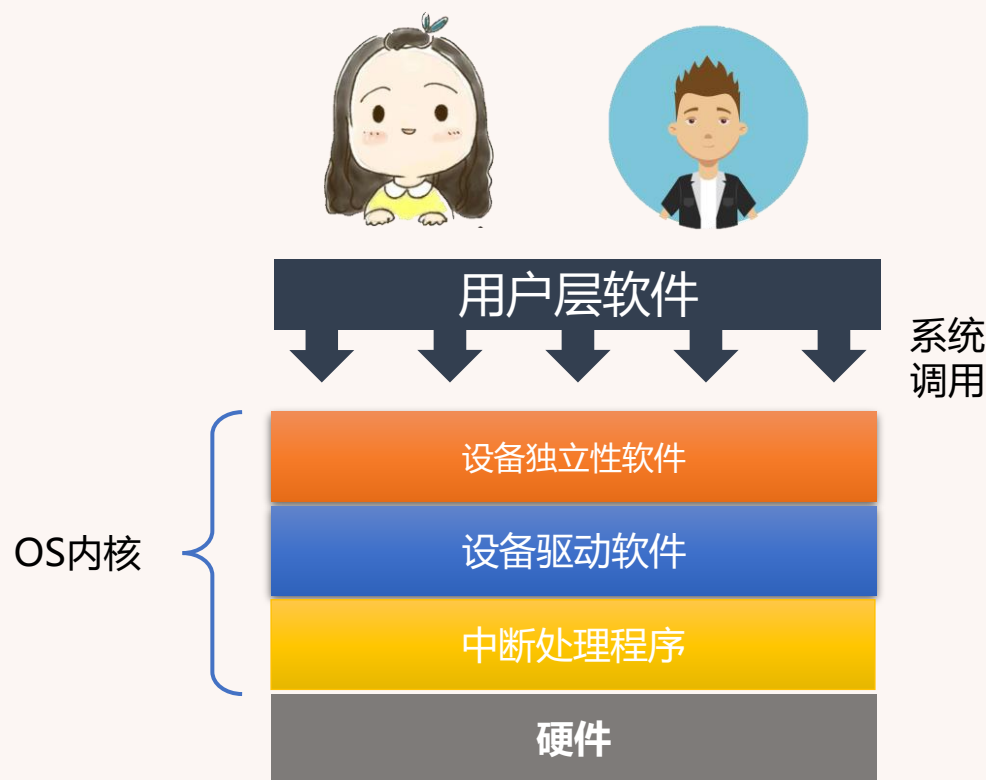 用户层软件
系统
调用
设备独立性软件
OS内核
设备驱动软件
中断处理程序
硬件